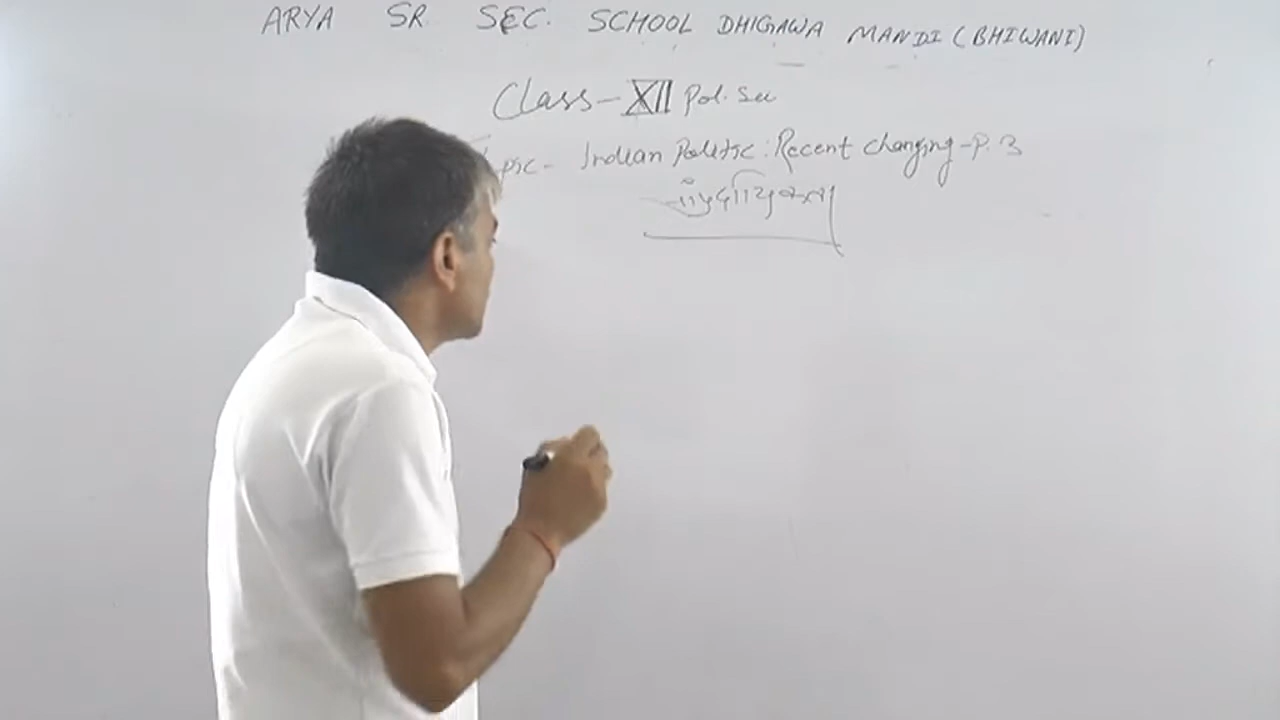 ARYA SR. SEC. SCHOOL DHIGAWA MANDI (BHIWANI)
Class - XII Pol. Sci
Indian Politic : Recent changing - P. 3